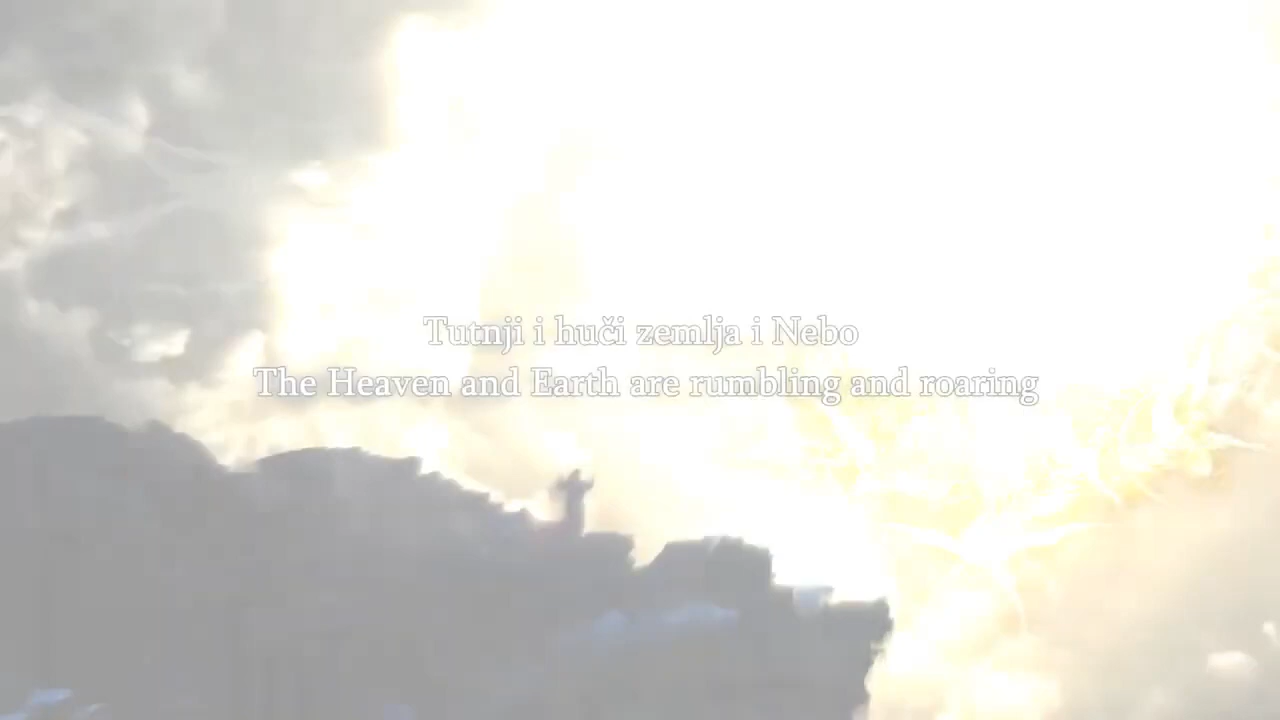 Tutnji i huči zemlja i Nebo
The Heaven and Earth are rumbling and roaring